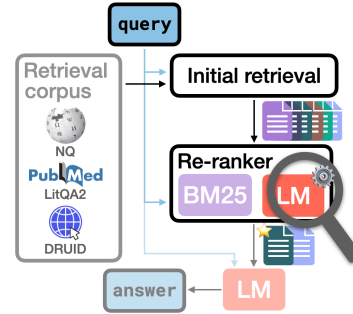 query
Retrieval
corpus
NQ
PubMed
LitQA2
DRUID
Initial retrieval
Re-ranker
BM25
LM
answer
LM